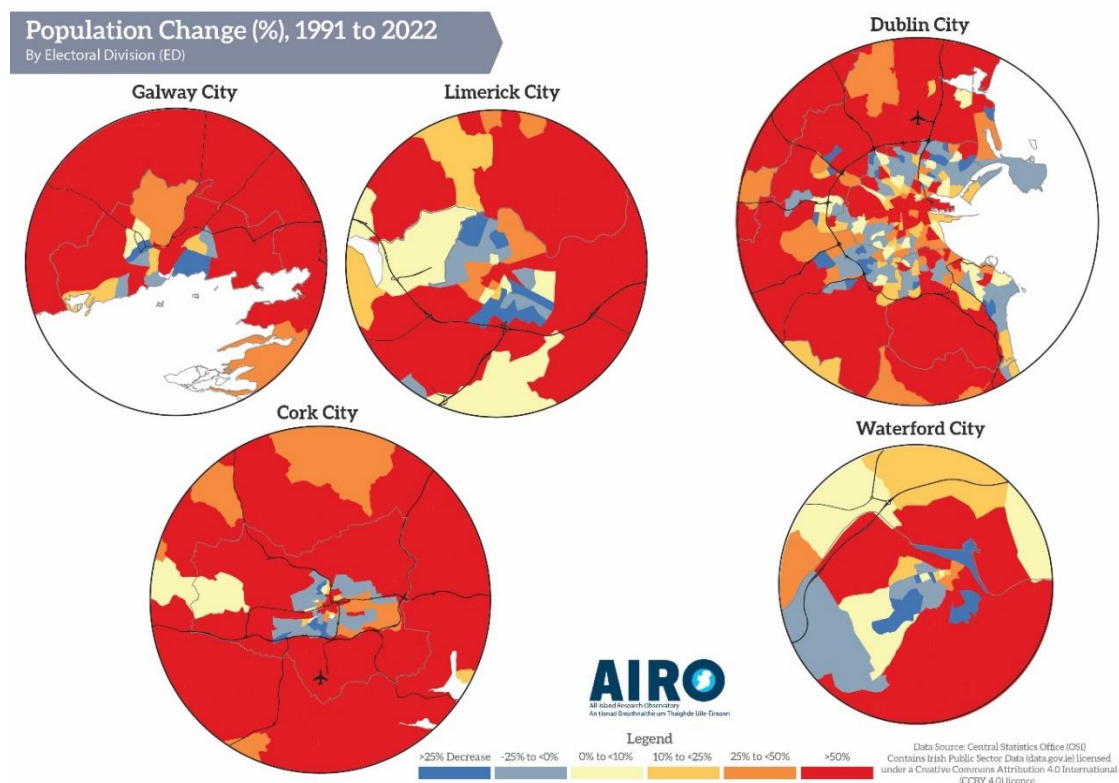 Population Change (%), 1991 to 2022
By Electoral Division (ED)
Dublin City
Galway City
Limerick City
Cork City
Waterford City
AIRO
All-Island Research Observatory
An tIonad Breathnaithe um Thaighde Uile-Éireann
Legend
>25% Decrease
-25% to <0%
0% to <10%
10% to <25%
25% to <50%
>50%
Data Source: Central Statistics Office (OSi)
Contains Irish Public Sector Data (data.gov.ie) licensed
under a Creative Commons Attribution 4.0 International
(CCBY 4.0) licence